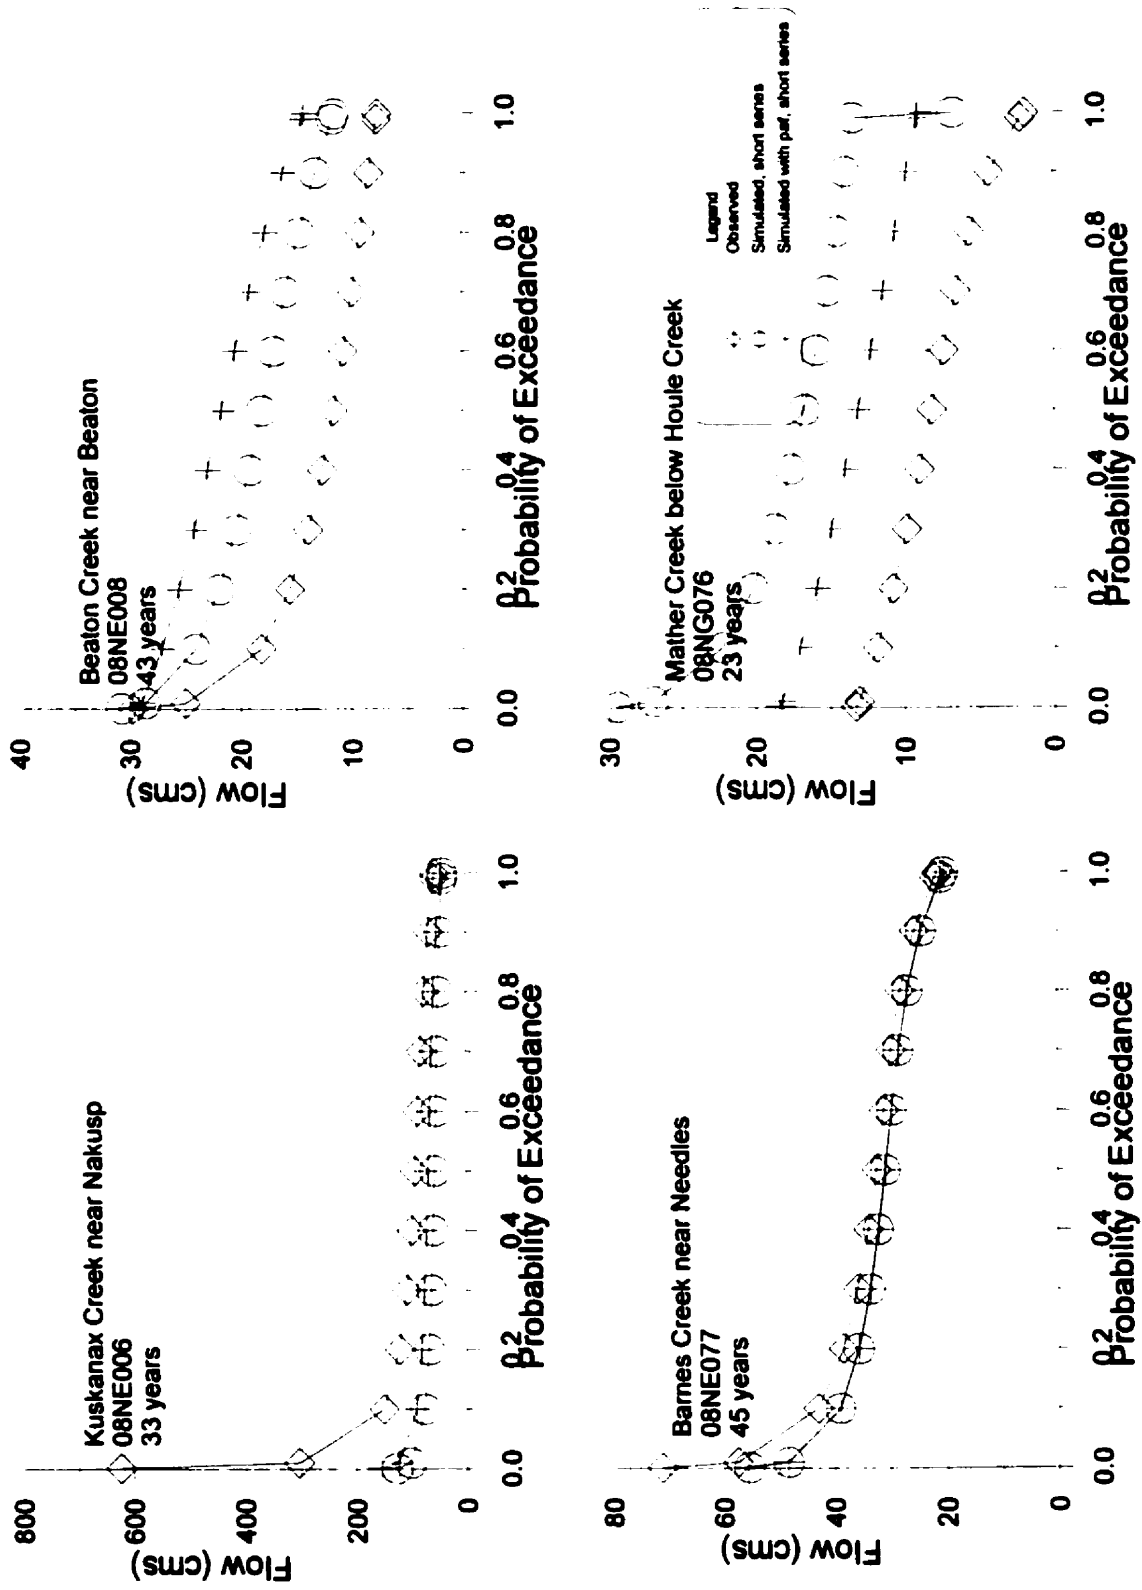 Kuskanax Creek near Nakusp
08NE006
33 years
800
600
400
200
0
Flow (cms)
0.0
0.2
0.4
0.6
0.8
1.0
Probability of Exceedance
Beaton Creek near Beaton
08NE008
43 years
40
30
20
10
0
Flow (cms)
0.0
0.2
0.4
0.6
0.8
1.0
Probability of Exceedance
Barnes Creek near Needles
08NE077
45 years
80
60
40
20
0
Flow (cms)
0.0
0.2
0.4
0.6
0.8
1.0
Probability of Exceedance
Mather Creek below Houle Creek
08NG076
23 years
30
20
10
0
Flow (cms)
0.0
0.2
0.4
0.6
0.8
1.0
Probability of Exceedance
Legend
Observed
Simulated, short series
Simulated with paf, short series